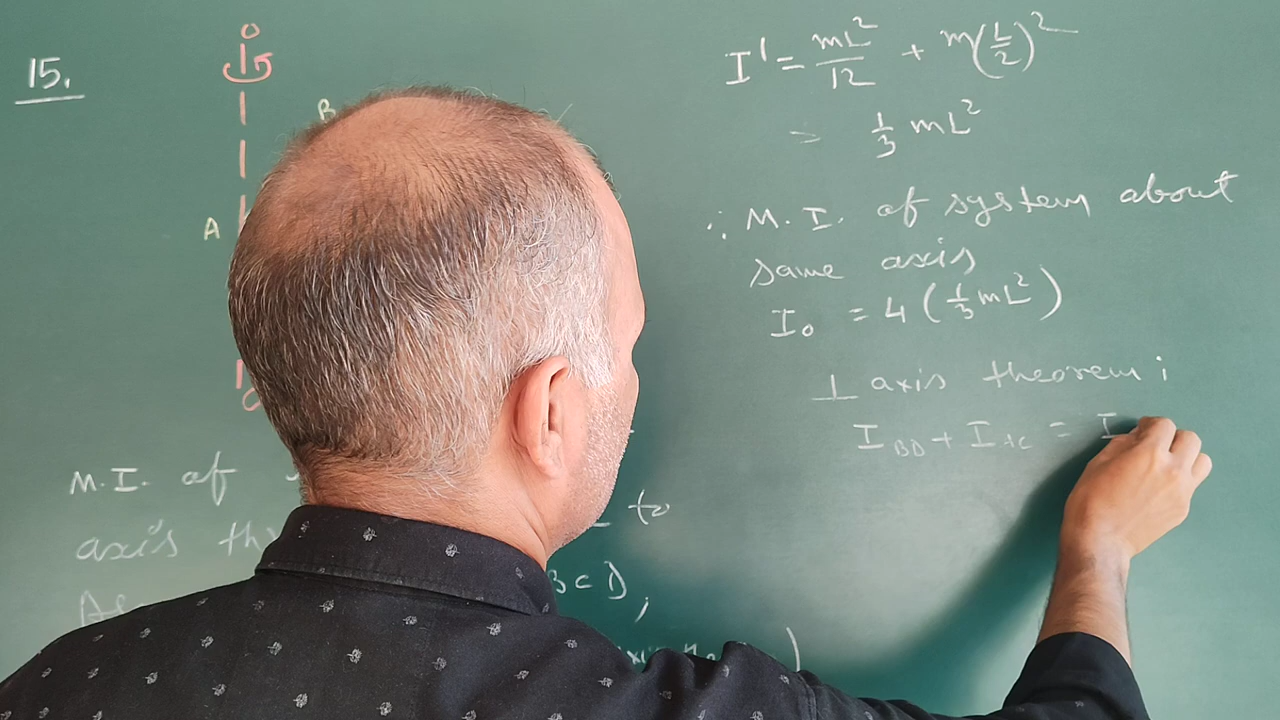 15.
O
B
A
O'
M.I. of
axis th
to
As
BCD,
;
I' = mL²/12 + m(L/2)²
= 1/3 mL²
∴ M.I. of system about
same axis
I₀ = 4 (1/3 mL²)
⊥ axis theorem ;
I_BD + I_AC = I